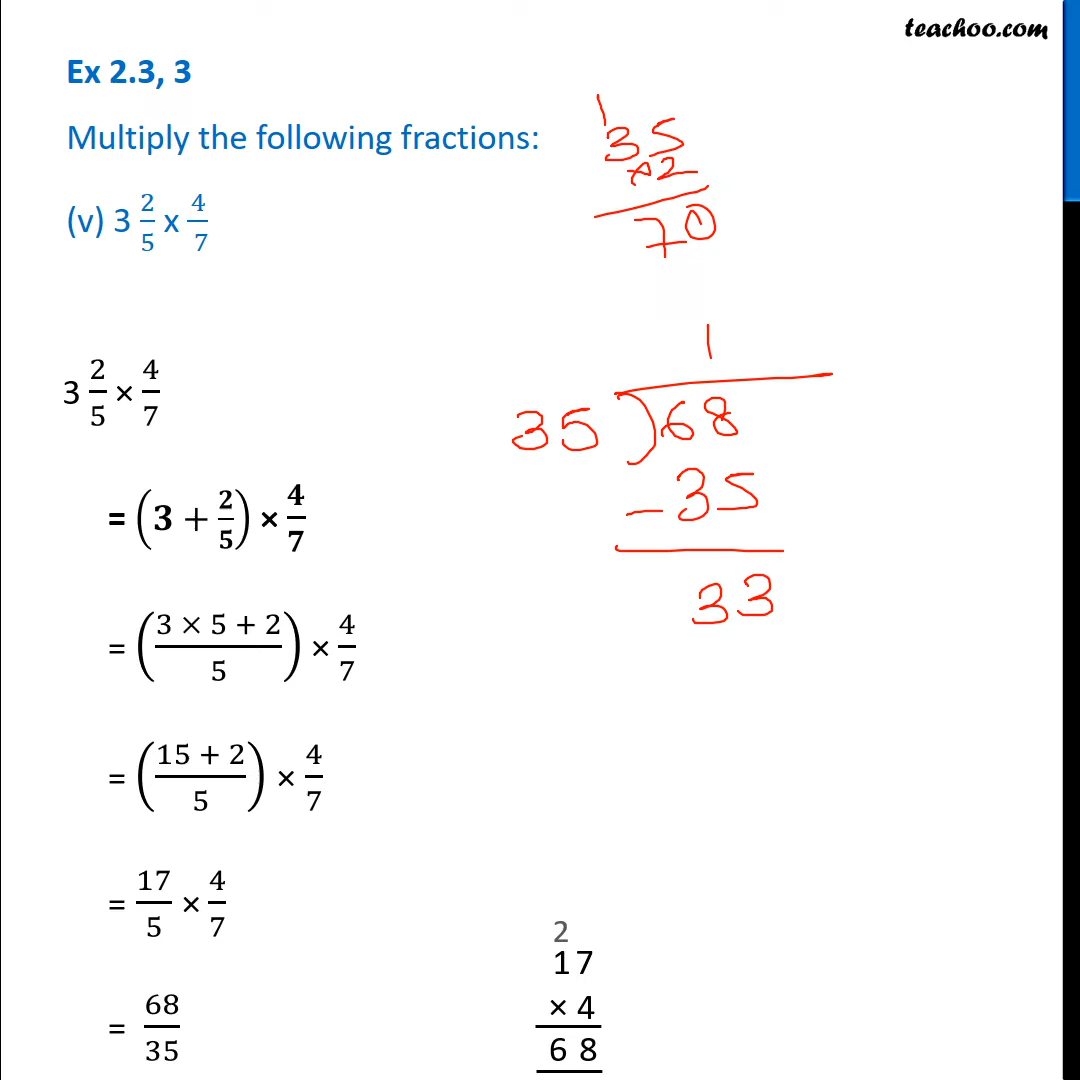 teachoo.com
Ex 2.3, 3
Multiply the following fractions:
(v) 3 2/5 x 4/7
3 2/5 × 4/7
= (3 + 2/5) × 4/7
= ((3 × 5 + 2)/5) × 4/7
= ((15 + 2)/5) × 4/7
= 17/5 × 4/7
= 68/35
1
35
×2
70
1
35)68
-35
33
2
17
× 4
6 8